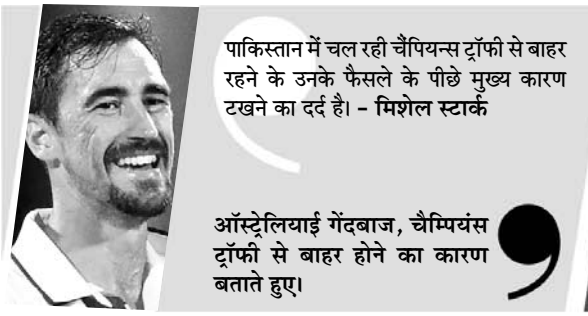 पाकिस्तान में चल रही चैंपियन्स ट्रॉफी से बाहर
रहने के उनके फैसले के पीछे मुख्य कारण
टखने का दर्द है। - मिशेल स्टार्क
ऑस्ट्रेलियाई गेंदबाज, चैम्पियंस
ट्रॉफी से बाहर होने का कारण
बताते हुए।